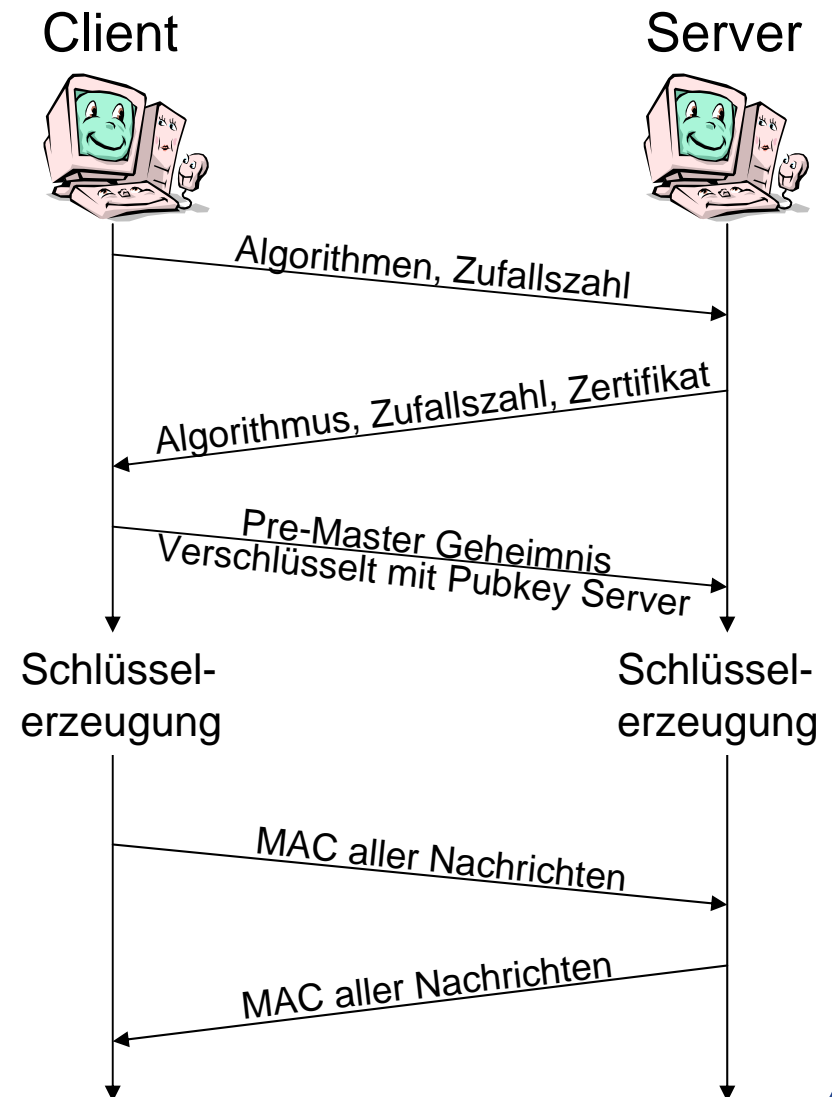 Client
Server
Algorithmen, Zufallszahl
Algorithmus, Zufallszahl, Zertifikat
Pre-Master Geheimnis
Verschlüsselt mit Pubkey Server
Schlüssel-
erzeugung
Schlüssel-
erzeugung
MAC aller Nachrichten
MAC aller Nachrichten